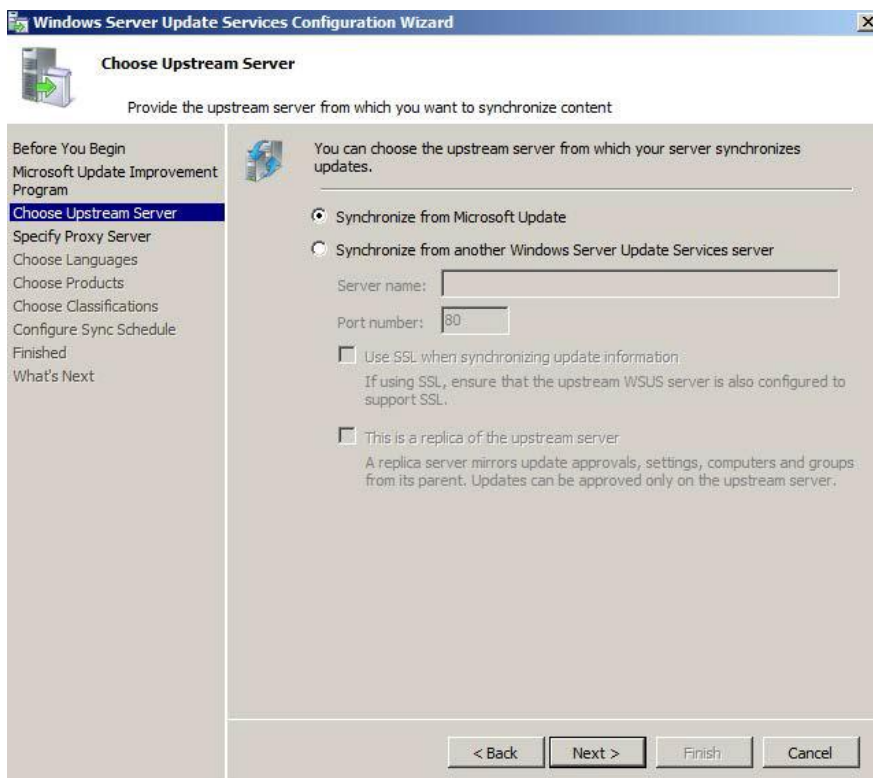 Windows Server Update Services Configuration Wizard
Choose Upstream Server
Provide the upstream server from which you want to synchronize content
Before You Begin
Microsoft Update Improvement
Program
Choose Upstream Server
Specify Proxy Server
Choose Languages
Choose Products
Choose Classifications
Configure Sync Schedule
Finished
What's Next
You can choose the upstream server from which your server synchronizes
updates.
Synchronize from Microsoft Update
Synchronize from another Windows Server Update Services server
Server name:
Port number: 80
Use SSL when synchronizing update information
If using SSL, ensure that the upstream WSUS server is also configured to
support SSL.
This is a replica of the upstream server
A replica server mirrors update approvals, settings, computers and groups
from its parent. Updates can be approved only on the upstream server.
< Back Next > Finish Cancel